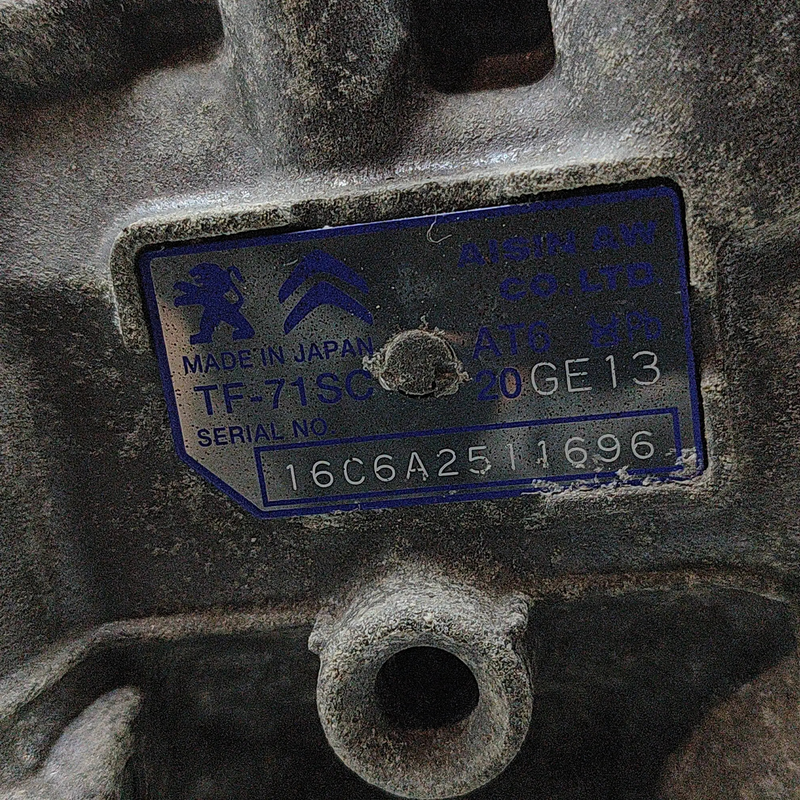 AISIN AW
CO.LTD.
MADE IN JAPAN
AT6
TF-71SC
20GE13
SERIAL NO
16C6A2511696